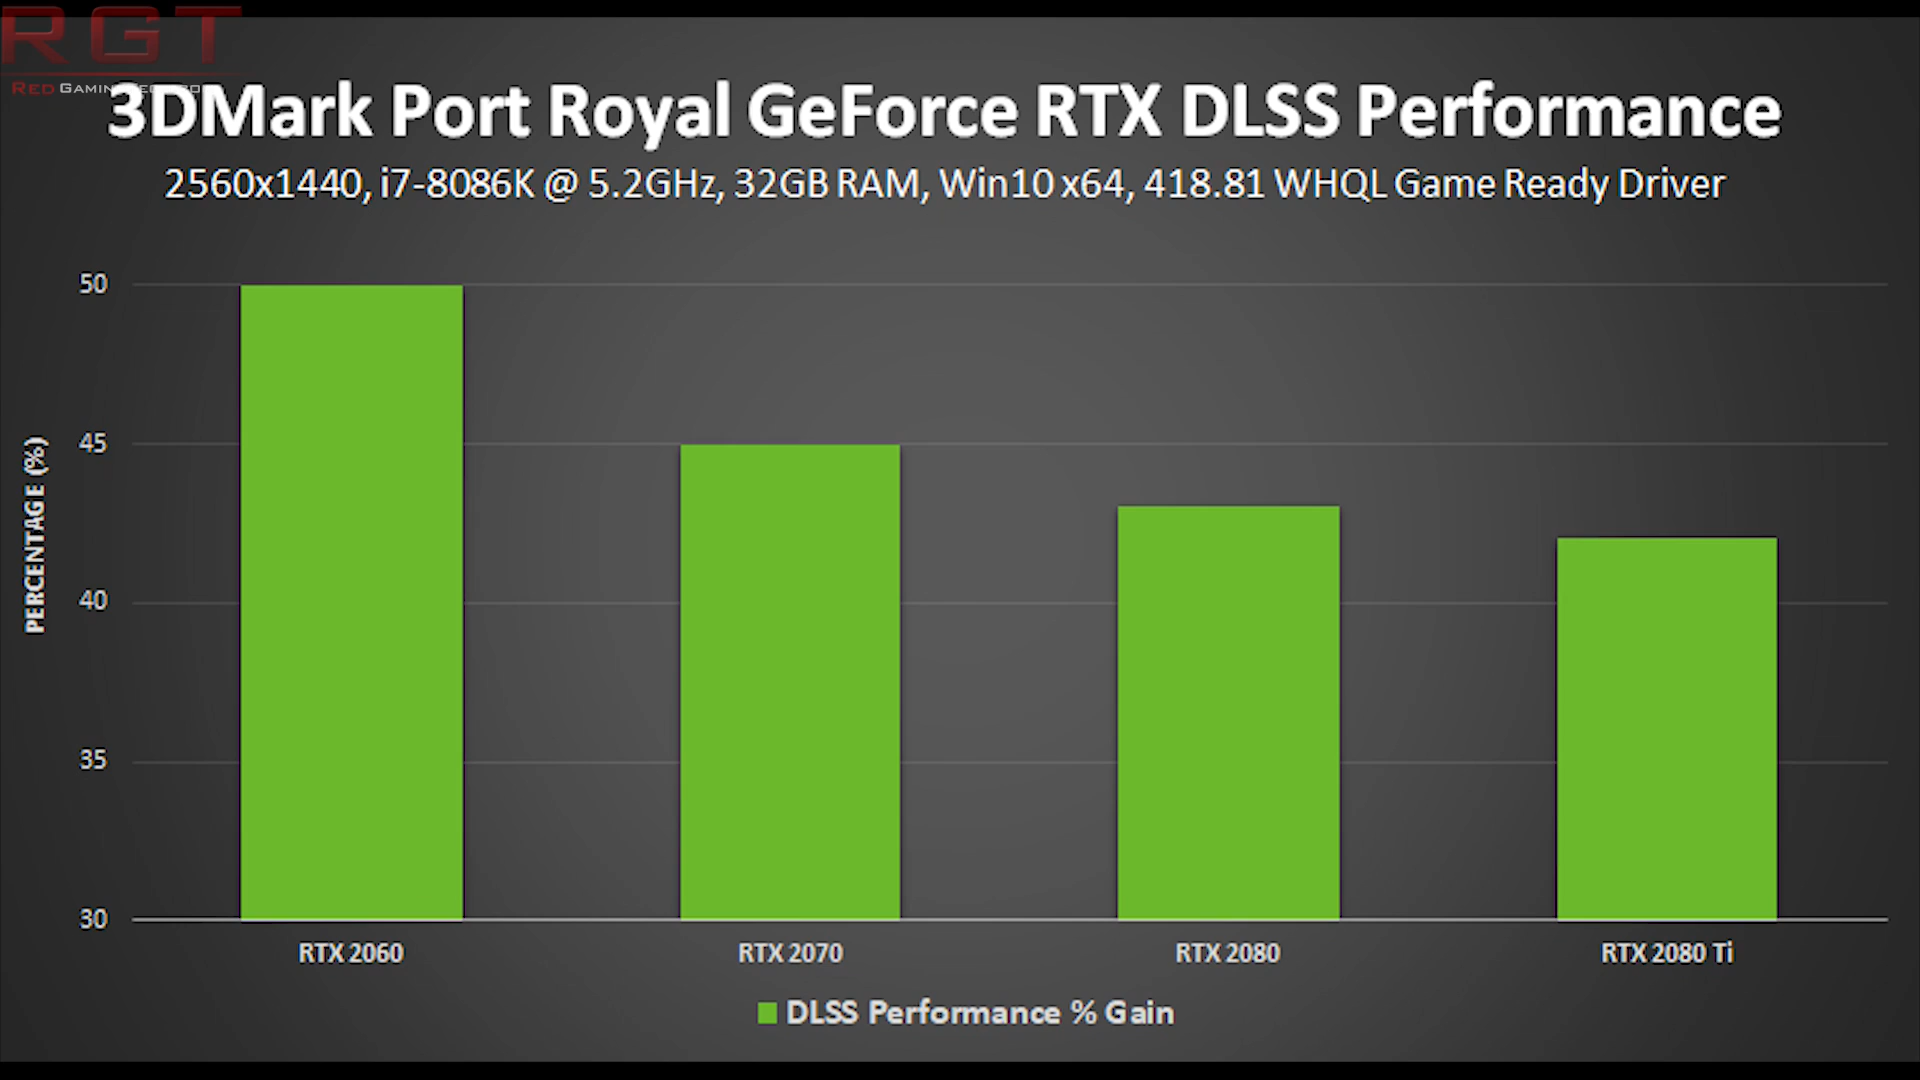 RGT
3DMark Port Royal GeForce RTX DLSS Performance
2560x1440, i7-8086K @ 5.2GHz, 32GB RAM, Win10 x64, 418.81 WHQL Game Ready Driver
PERCENTAGE (%)
50
45
40
35
30
RTX 2060 RTX 2070 RTX 2080 RTX 2080 Ti
DLSS Performance % Gain